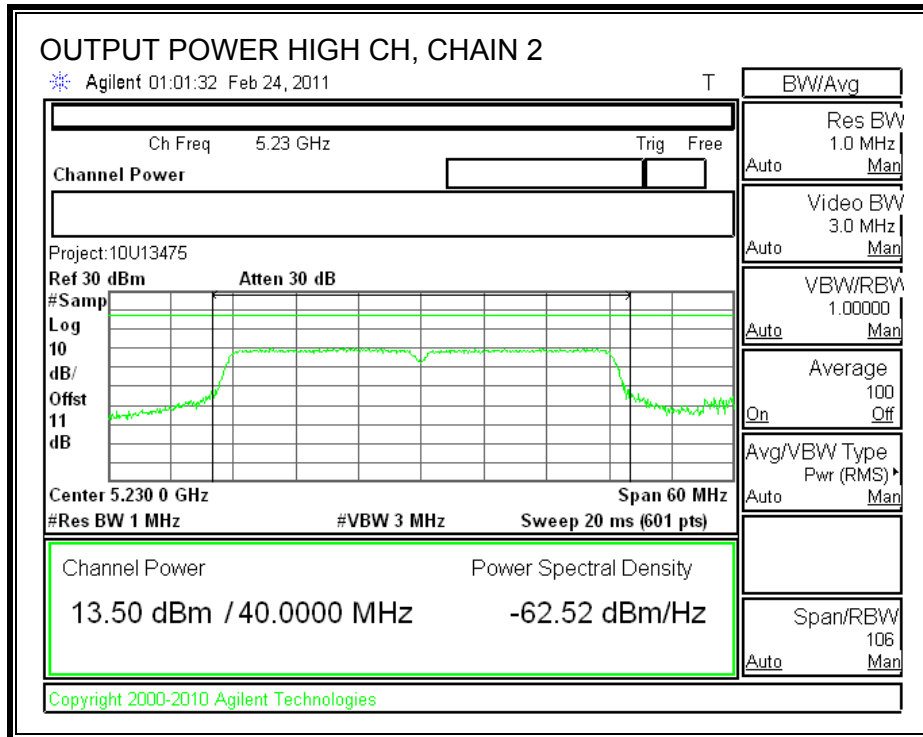 OUTPUT POWER HIGH CH, CHAIN 2
Agilent 01:01:32 Feb 24, 2011 T
Ch Freq 5.23 GHz Trig Free
Channel Power
Project:10U13475
Ref 30 dBm Atten 30 dB
#Samp
Log
10
dB/
Offst
11
dB
Center 5.230 0 GHz Span 60 MHz
#Res BW 1 MHz #VBW 3 MHz Sweep 20 ms (601 pts)
Channel Power Power Spectral Density
13.50 dBm / 40.0000 MHz -62.52 dBm/Hz
Copyright 2000-2010 Agilent Technologies
BW/Avg
Res BW
1.0 MHz
Auto Man
Video BW
3.0 MHz
Auto Man
VBW/RBW
1.00000
Auto Man
Average
100
On Off
Avg/VBW Type
Pwr (RMS)
Auto Man
Span/RBW
106
Auto Man